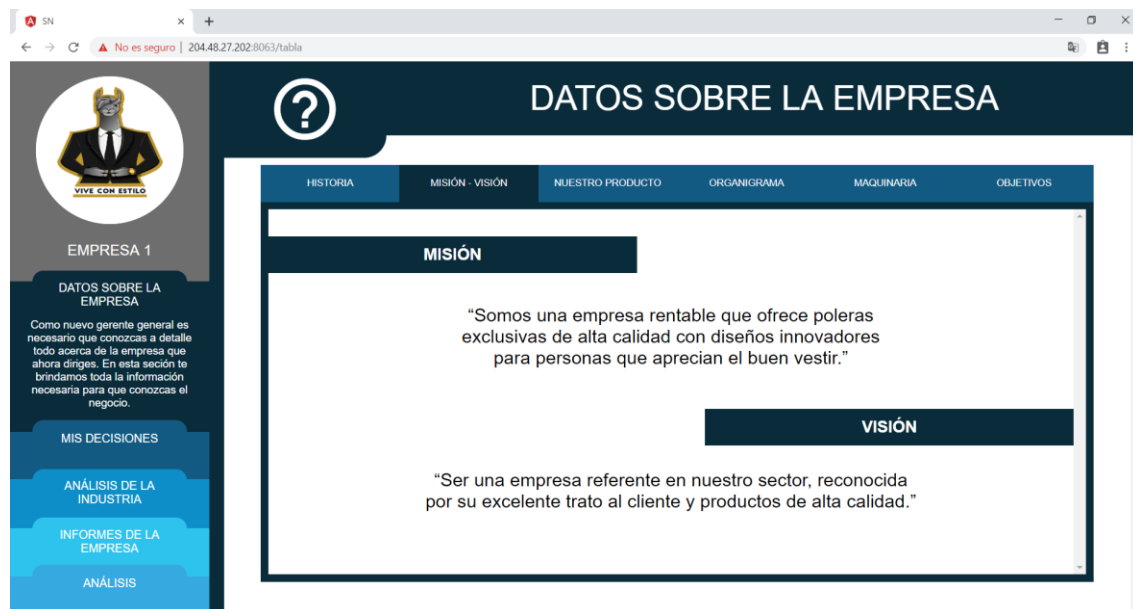 SN
No es seguro | 204.48.27.202:8063/tabla
VIVE CON ESTILO
EMPRESA 1
DATOS SOBRE LA
EMPRESA
Como nuevo gerente general es
necesario que conozcas a detalle
todo acerca de la empresa que
ahora diriges. En esta sección te
brindamos toda la información
necesaria para que conozcas el
negocio.
MIS DECISIONES
ANÁLISIS DE LA
INDUSTRIA
INFORMES DE LA
EMPRESA
ANÁLISIS
?
DATOS SOBRE LA EMPRESA
HISTORIA MISIÓN - VISIÓN NUESTRO PRODUCTO ORGANIGRAMA MAQUINARIA OBJETIVOS
MISIÓN
“Somos una empresa rentable que ofrece poleras
exclusivas de alta calidad con diseños innovadores
para personas que aprecian el buen vestir.”
VISIÓN
“Ser una empresa referente en nuestro sector, reconocida
por su excelente trato al cliente y productos de alta calidad.”